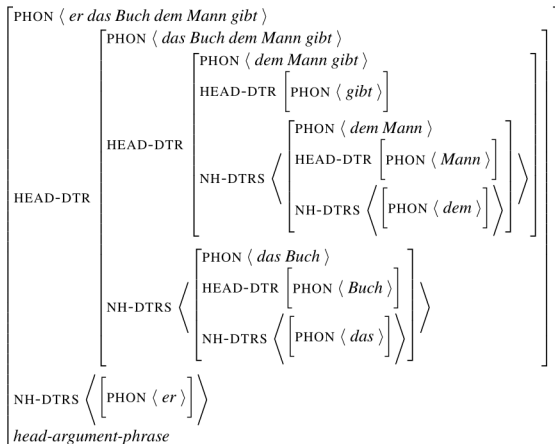 PHON ⟨ er das Buch dem Mann gibt ⟩
PHON ⟨ das Buch dem Mann gibt ⟩
PHON ⟨ dem Mann gibt ⟩
HEAD-DTR [PHON ⟨ gibt ⟩]
HEAD-DTR
PHON ⟨ dem Mann ⟩
HEAD-DTR [PHON ⟨ Mann ⟩]
NH-DTRS
NH-DTRS ⟨[PHON ⟨ dem ⟩]⟩
HEAD-DTR
PHON ⟨ das Buch ⟩
HEAD-DTR [PHON ⟨ Buch ⟩]
NH-DTRS
NH-DTRS ⟨[PHON ⟨ das ⟩]⟩
NH-DTRS ⟨[PHON ⟨ er ⟩]⟩
head-argument-phrase